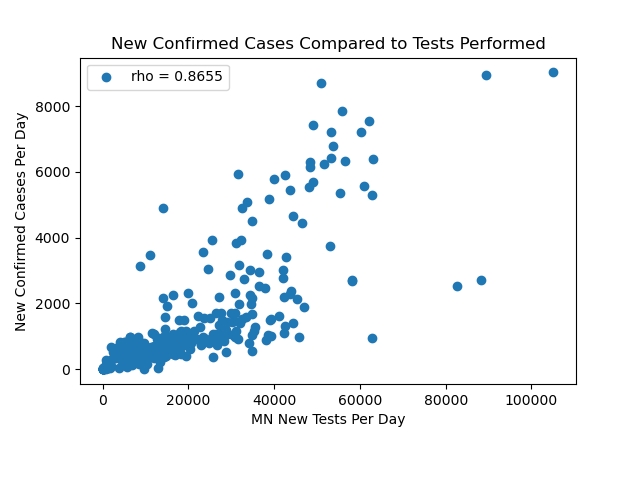 New Confirmed Cases Compared to Tests Performed
rho = 0.8655
New Confirmed Caeses Per Day
8000
6000
4000
2000
0
0 20000 40000 60000 80000 100000
MN New Tests Per Day